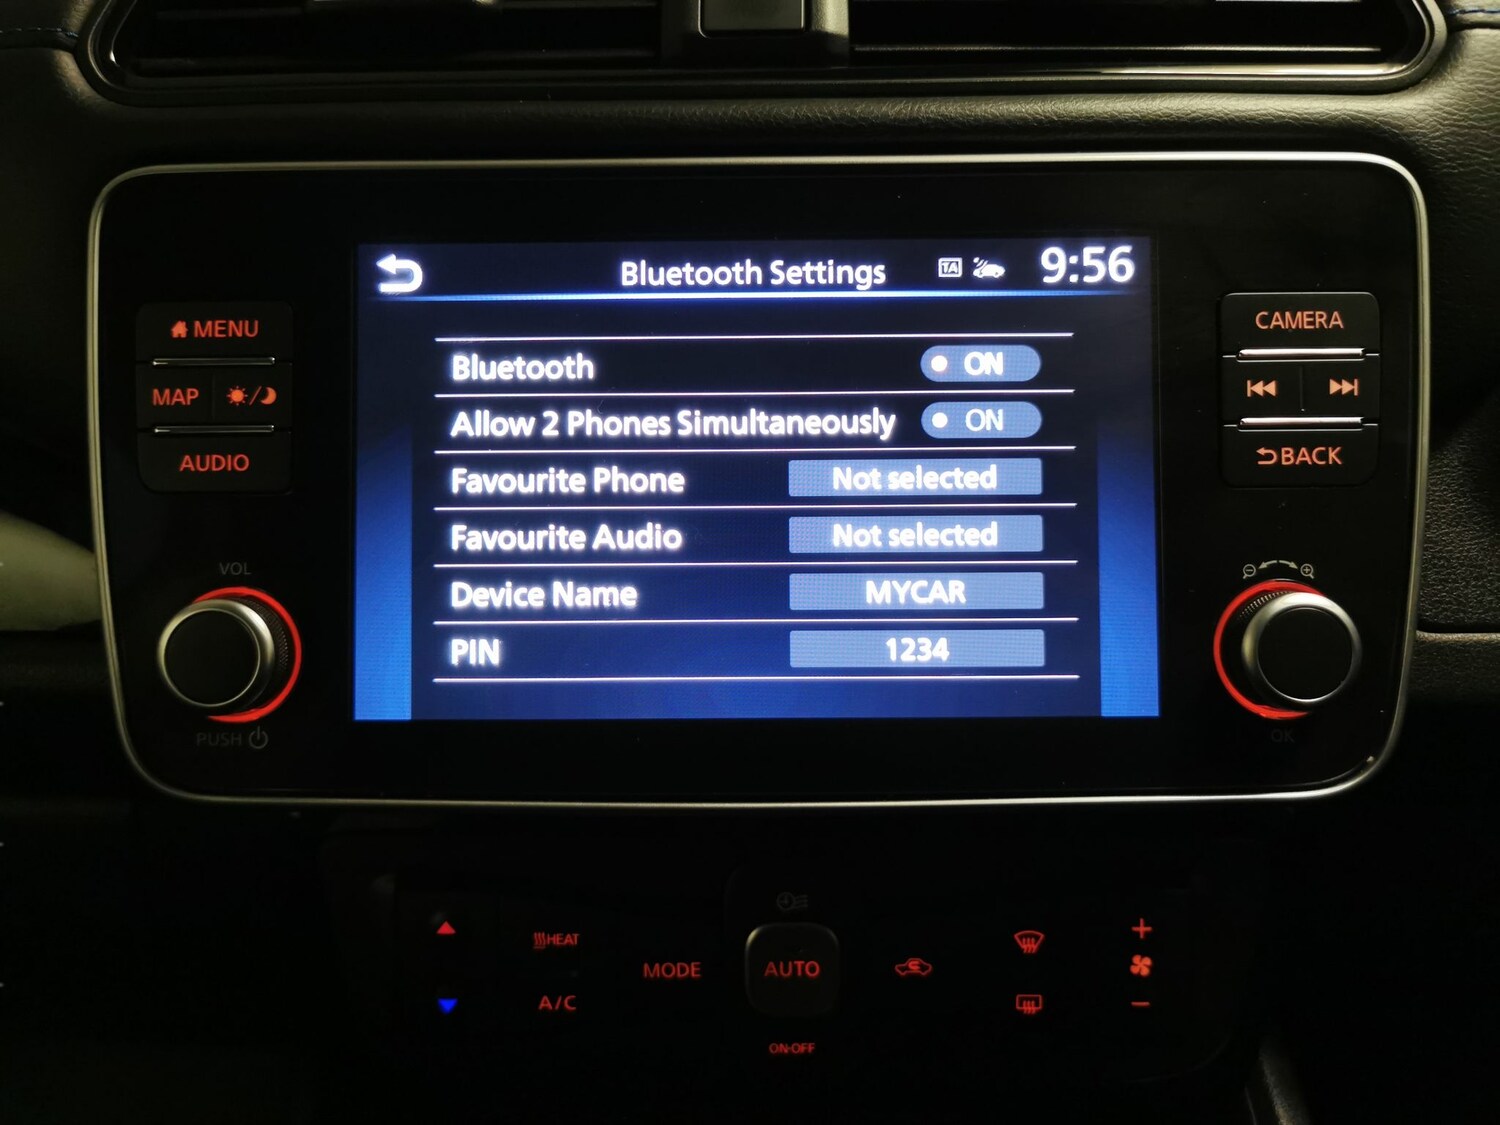 Bluetooth Settings TA 9:56
Bluetooth ON
Allow 2 Phones Simultaneously ON
Favourite Phone Not selected
Favourite Audio Not selected
Device Name MYCAR
PIN 1234
MENU
MAP
AUDIO
VOL
PUSH
CAMERA
BACK
OK
HEAT
A/C
MODE
AUTO
ON·OFF